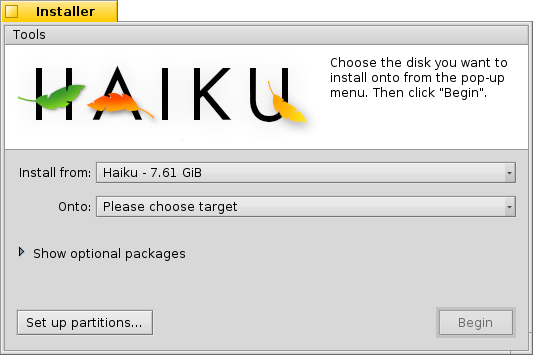 Installer
Tools
HAIKU
Choose the disk you want to
install onto from the pop-up
menu. Then click "Begin".
Install from: Haiku - 7.61 GiB
Onto: Please choose target
Show optional packages
Set up partitions... Begin